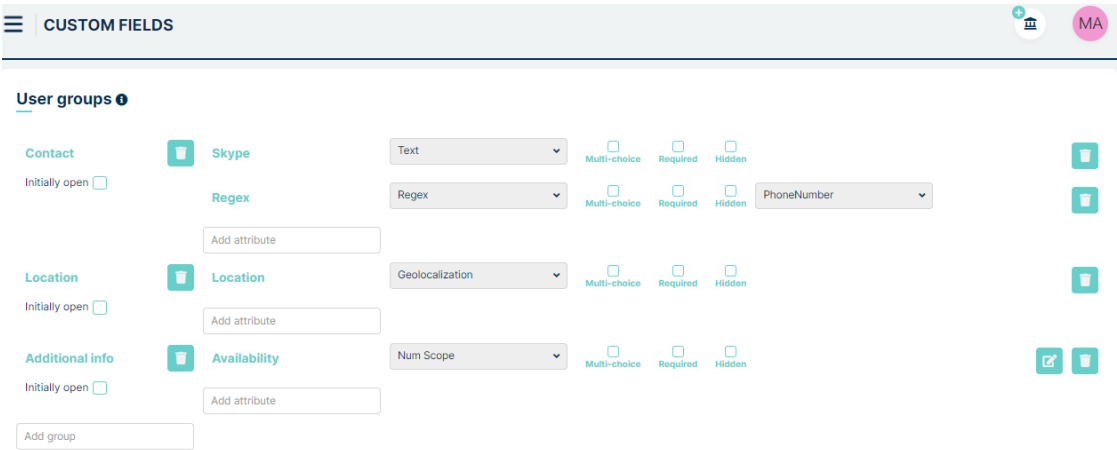 CUSTOM FIELDS
MA
User groups
Contact
Skype
Text
Multi-choice
Required
Hidden
Initially open
Regex
Regex
Multi-choice
Required
Hidden
PhoneNumber
Add attribute
Location
Location
Geolocalization
Multi-choice
Required
Hidden
Initially open
Add attribute
Additional info
Availability
Num Scope
Multi-choice
Required
Hidden
Initially open
Add attribute
Add group